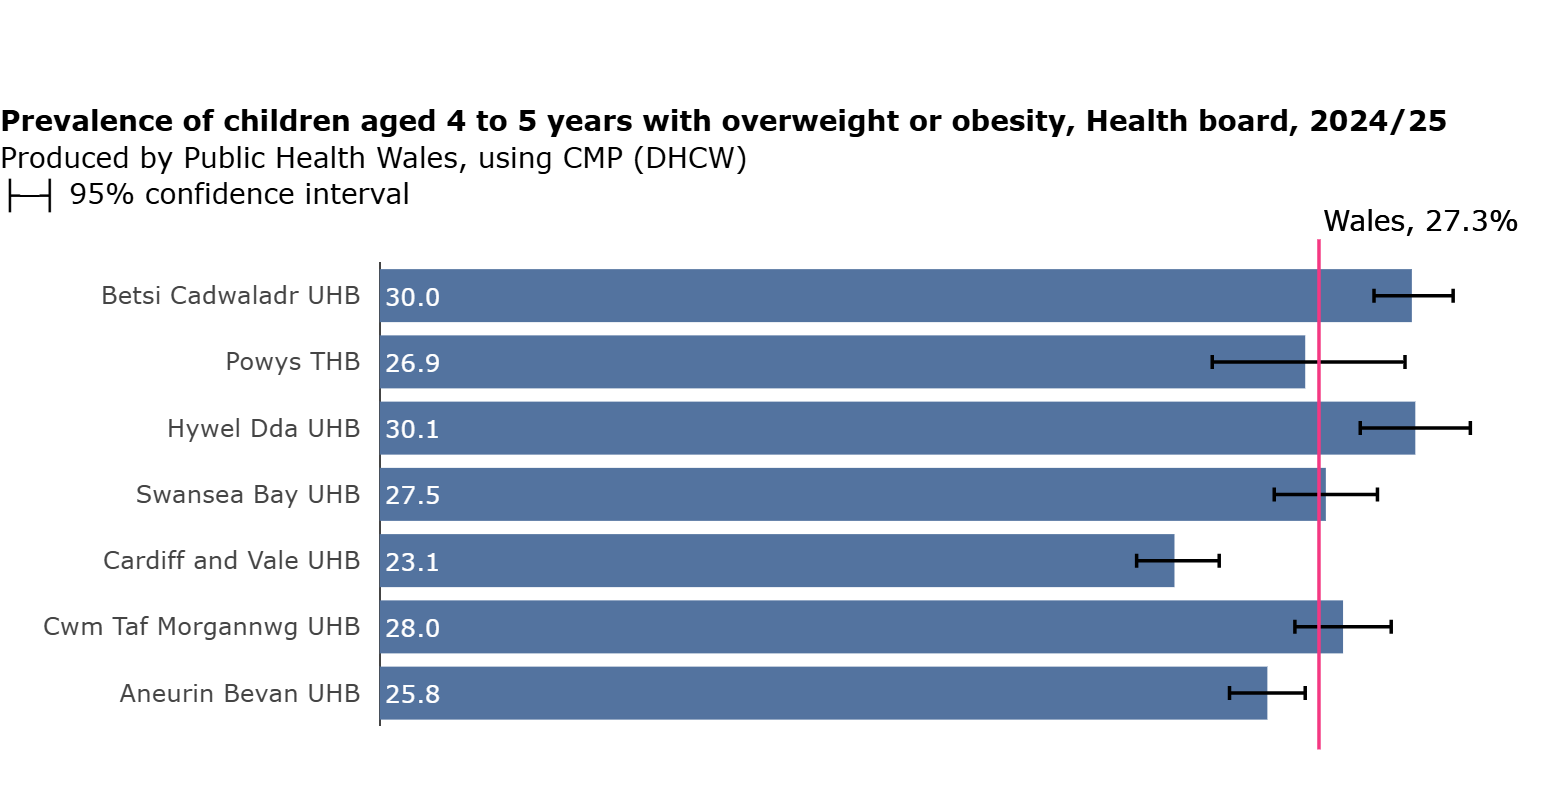 Prevalence of children aged 4 to 5 years with overweight or obesity, Health board, 2024/25
Produced by Public Health Wales, using CMP (DHCW)
95% confidence interval
Wales, 27.3%
Betsi Cadwaladr UHB 30.0
Powys THB 26.9
Hywel Dda UHB 30.1
Swansea Bay UHB 27.5
Cardiff and Vale UHB 23.1
Cwm Taf Morgannwg UHB 28.0
Aneurin Bevan UHB 25.8